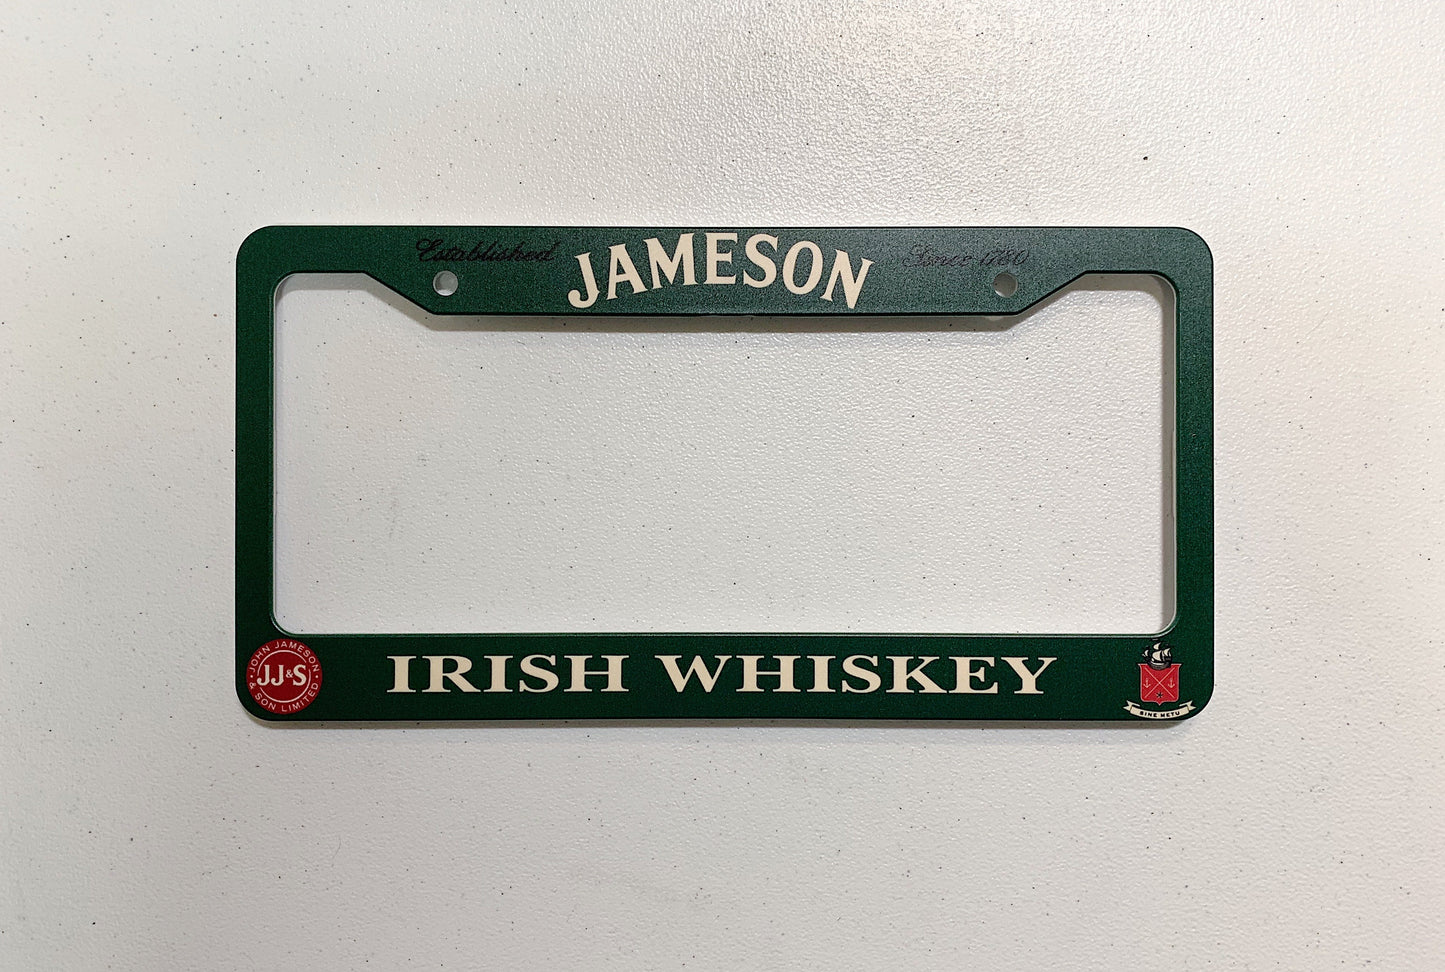 Established JAMESON Since 1780
JOHN JAMESON
JJ&S
& SON LIMITED
IRISH WHISKEY
SINE METU